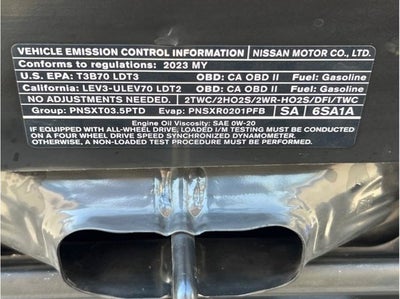 VEHICLE EMISSION CONTROL INFORMATION NISSAN MOTOR CO., LTD.
Conforms to regulations: 2023 MY
U.S. EPA: T3B70 LDT3 OBD: CA OBD II Fuel: Gasoline
California: LEV3-ULEV70 LDT2 OBD: CA OBD II Fuel: Gasoline
NO ADJUSTMENTS NEEDED. 2TWC/2HO2S/2WR-HO2S/DFI/TWC
Group: PNSXT03.5PTD Evap: PNSXR0201PFB SA 6SA1A
Engine Oil Viscosity: SAE 0W-20
IF EQUIPPED WITH ALL-WHEEL DRIVE, LOADED I/M TESTING MUST BE CONDUCTED
ON A FOUR WHEEL DRIVE SPEED SYNCHRONIZED DYNAMOMETER.
OTHERWISE, A NON-LOADED TEST PROCEDURE MUST BE PERFORMED.